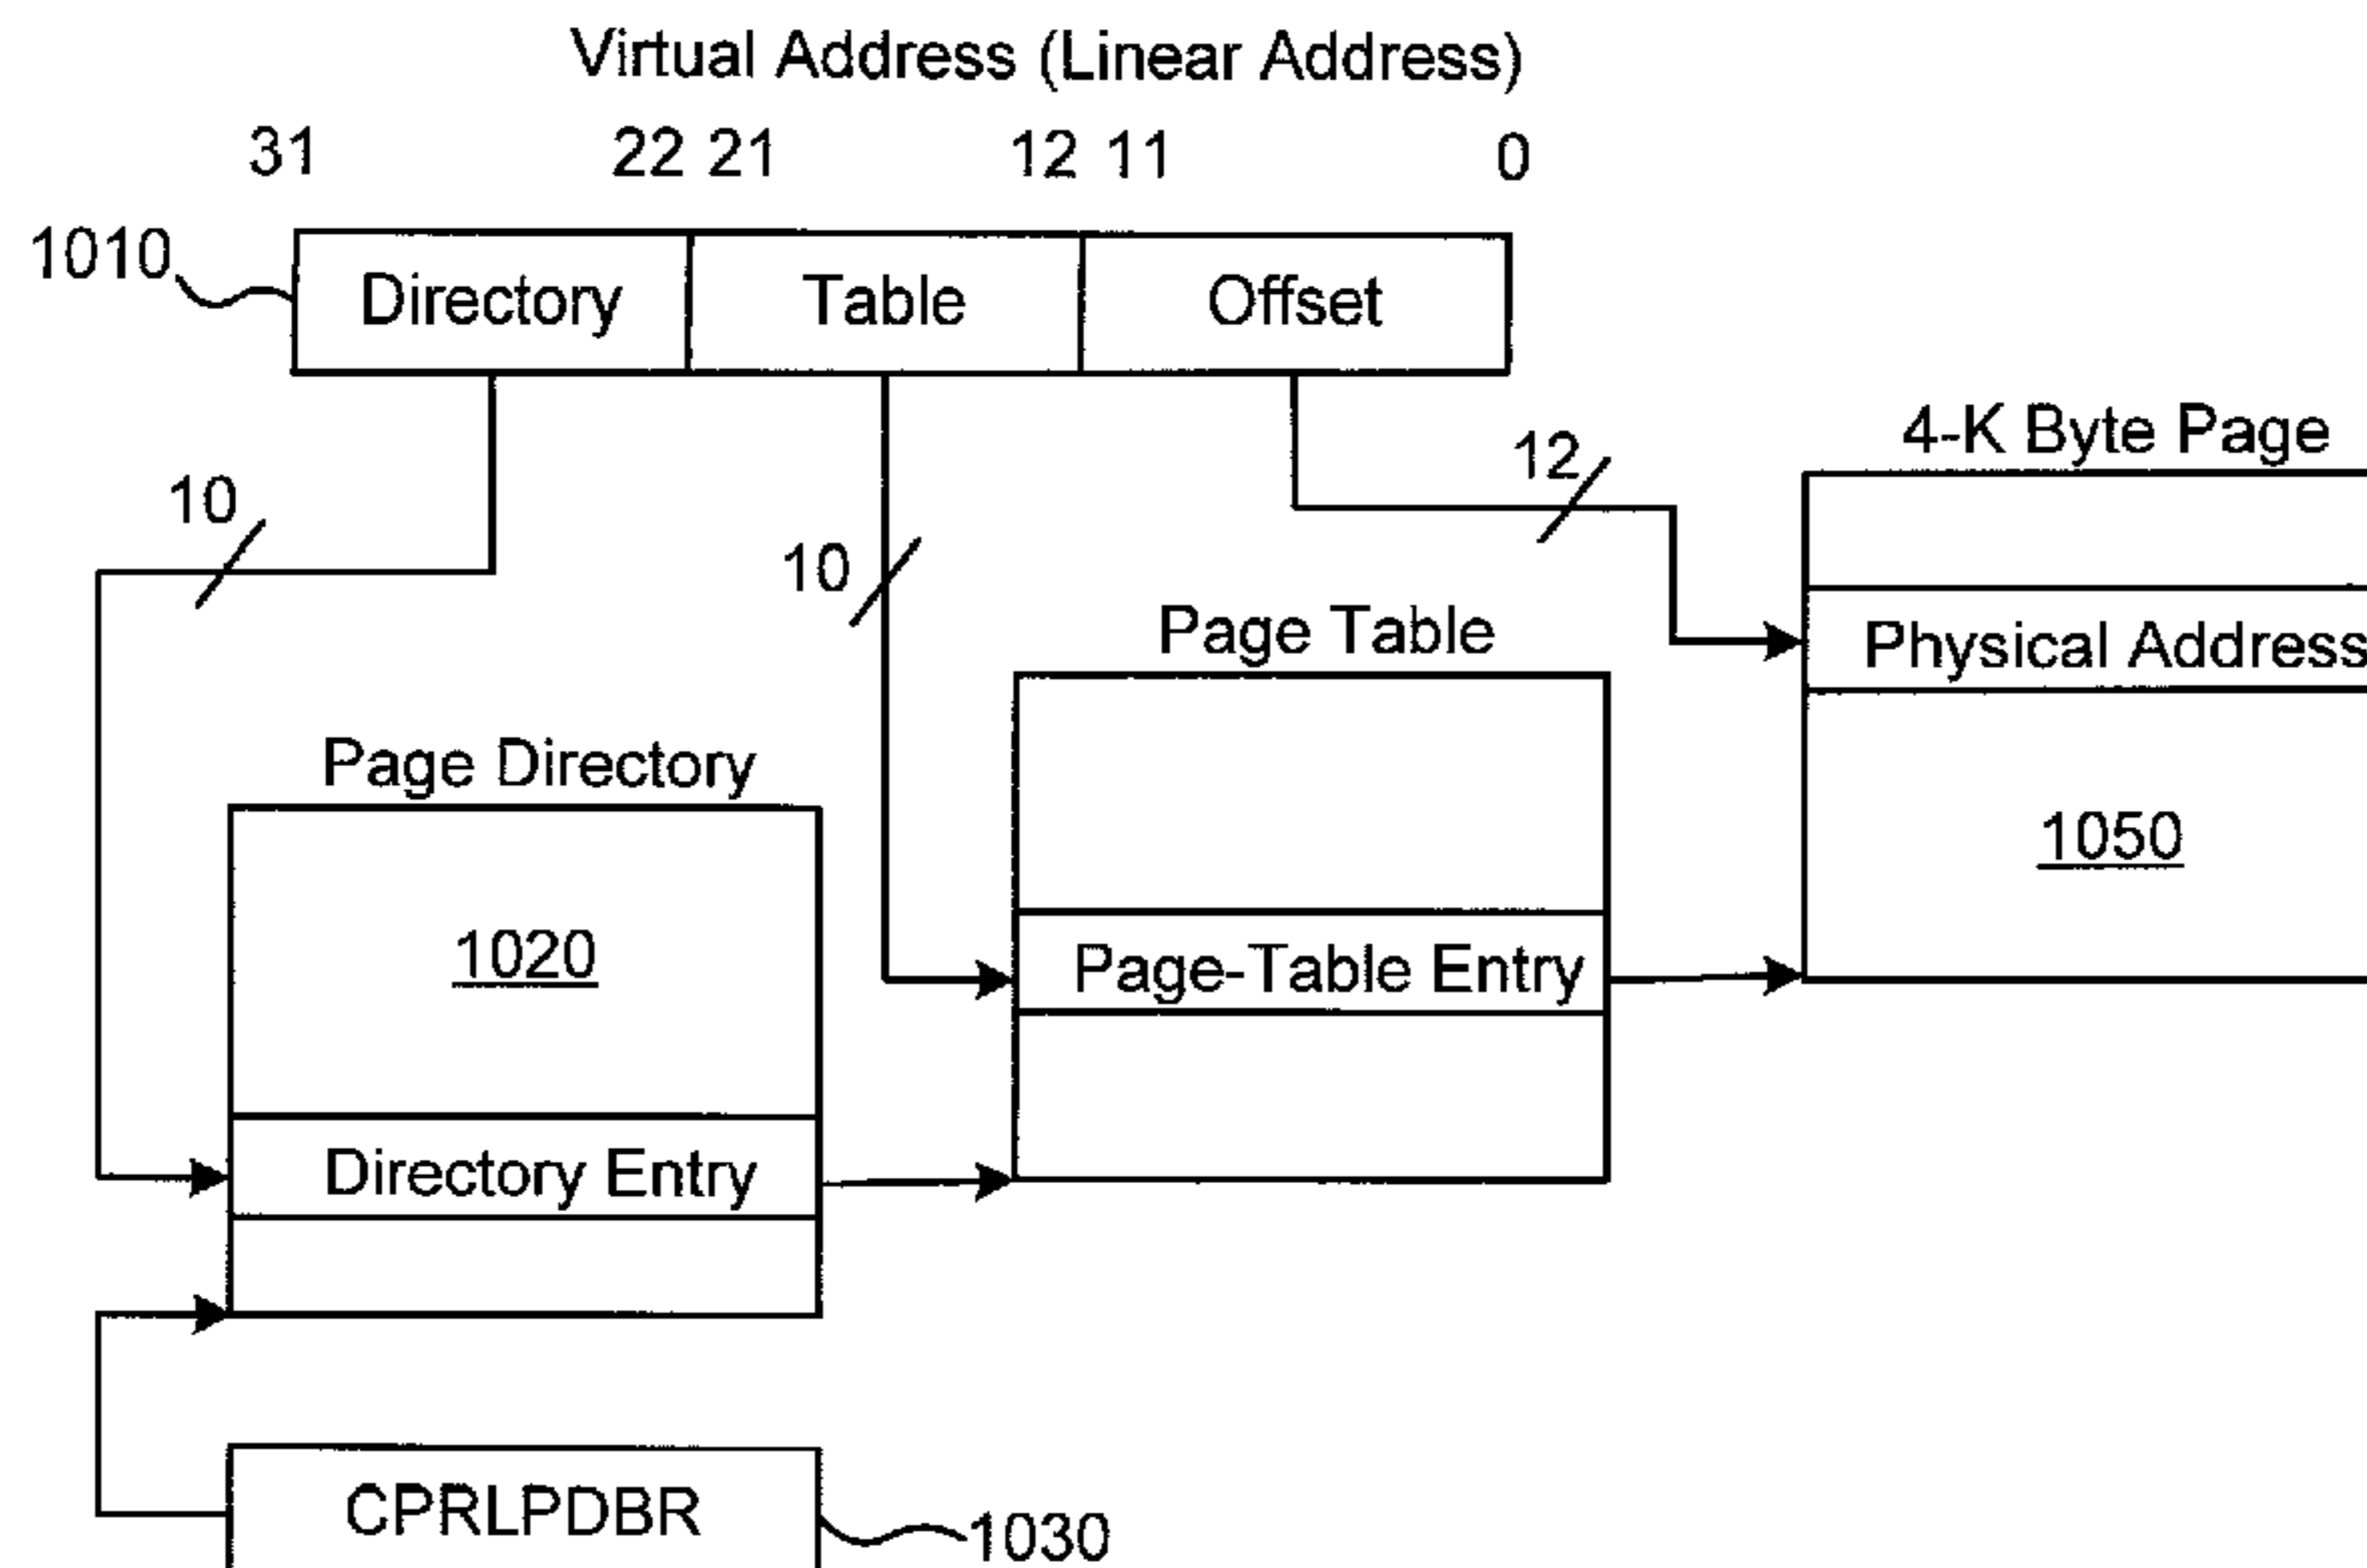 Virtual Address (Linear Address)
31 22 21 12 11 0
1010
Directory Table Offset
4-K Byte Page
12
10
10
Page Table
Physical Address
Page Directory
1050
1020
Page-Table Entry
Directory Entry
CPRLPDBR
1030